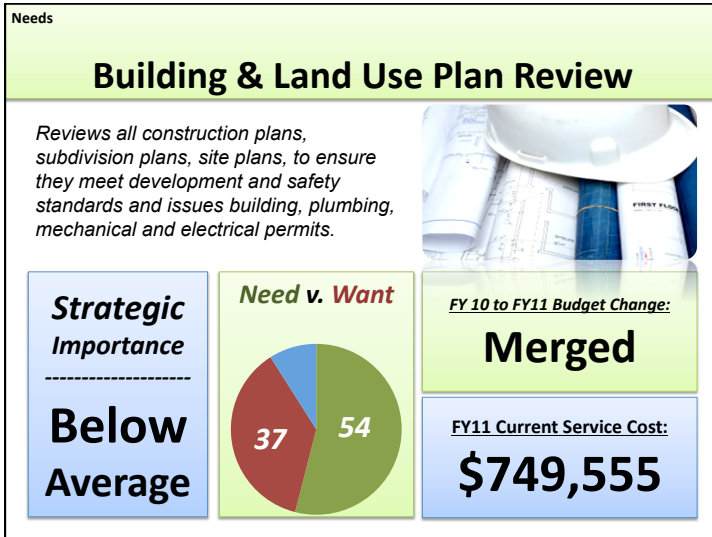 Needs
Building & Land Use Plan Review
Reviews all construction plans,
subdivision plans, site plans, to ensure
they meet development and safety
standards and issues building, plumbing,
mechanical and electrical permits.
FIRST FLOO
Strategic
Importance
--------------------
Below
Average
Need v. Want
37
54
FY 10 to FY11 Budget Change:
Merged
FY11 Current Service Cost:
$749,555